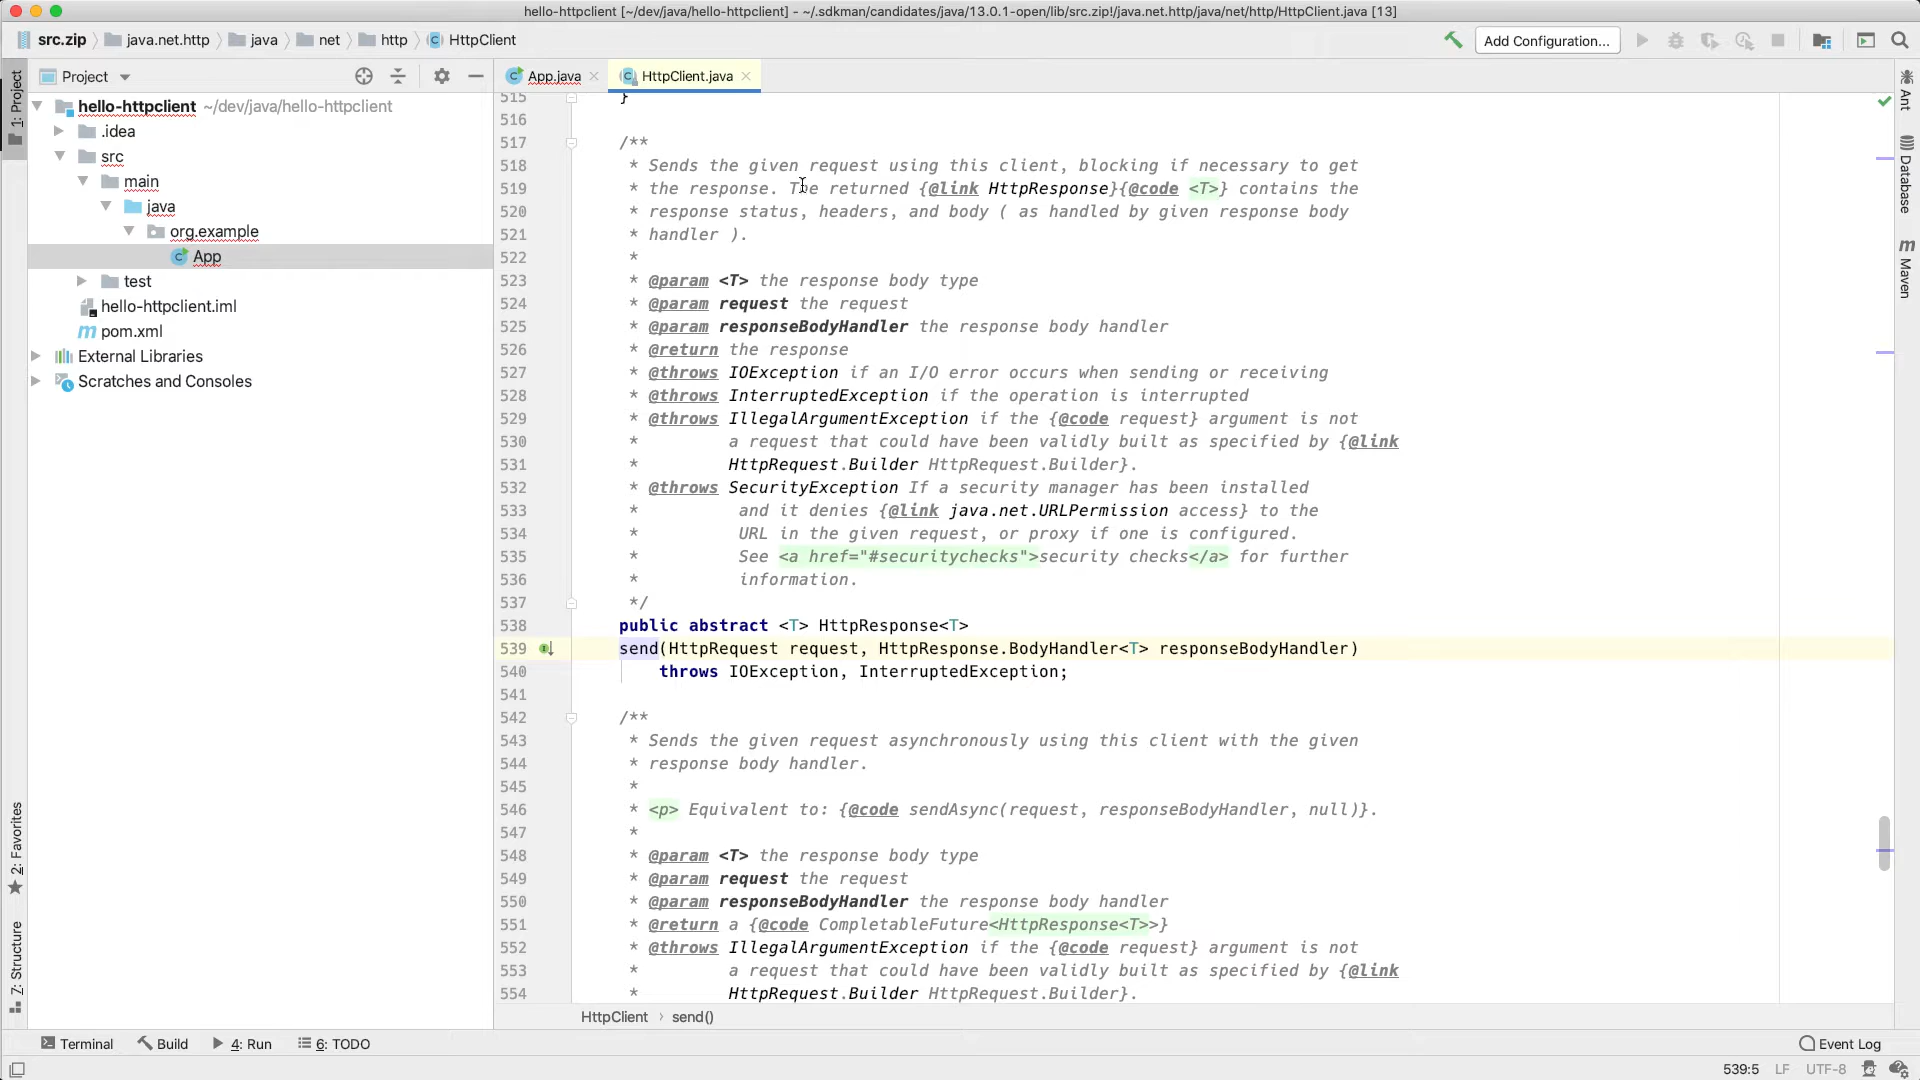 hello-httpclient [~/dev/java/hello-httpclient] - ~/.sdkman/candidates/java/13.0.1-open/lib/src.zip!/java.net.http/java/net/http/HttpClient.java [13]
src.zip java.net.http java net http HttpClient
Add Configuration...
Project
App.java
HttpClient.java
1: Project
2: Favorites
Z: Structure
hello-httpclient ~/dev/java/hello-httpclient
.idea
src
main
java
org.example
App
test
hello-httpclient.iml
pom.xml
External Libraries
Scratches and Consoles
515 }
516
517 /**
518 * Sends the given request using this client, blocking if necessary to get
519 * the response. The returned {@link HttpResponse}{@code <T>} contains the
520 * response status, headers, and body ( as handled by given response body
521 * handler ).
522 *
523 * @param <T> the response body type
524 * @param request the request
525 * @param responseBodyHandler the response body handler
526 * @return the response
527 * @throws IOException if an I/O error occurs when sending or receiving
528 * @throws InterruptedException if the operation is interrupted
529 * @throws IllegalArgumentException if the {@code request} argument is not
530 * a request that could have been validly built as specified by {@link
531 * HttpRequest.Builder HttpRequest.Builder}.
532 * @throws SecurityException If a security manager has been installed
533 * and it denies {@link java.net.URLPermission access} to the
534 * URL in the given request, or proxy if one is configured.
535 * See <a href="#securitychecks">security checks</a> for further
536 * information.
537 */
538 public abstract <T> HttpResponse<T>
539 send(HttpRequest request, HttpResponse.BodyHandler<T> responseBodyHandler)
540 throws IOException, InterruptedException;
541
542 /**
543 * Sends the given request asynchronously using this client with the given
544 * response body handler.
545 *
546 * <p> Equivalent to: {@code sendAsync(request, responseBodyHandler, null)}.
547 *
548 * @param <T> the response body type
549 * @param request the request
550 * @param responseBodyHandler the response body handler
551 * @return a {@code CompletableFuture<HttpResponse<T>>}
552 * @throws IllegalArgumentException if the {@code request} argument is not
553 * a request that could have been validly built as specified by {@link
554 * HttpRequest.Builder HttpRequest.Builder}.
Ant
Database
m Maven
HttpClient › send()
Terminal Build 4: Run 6: TODO Event Log
539:5 LF UTF-8